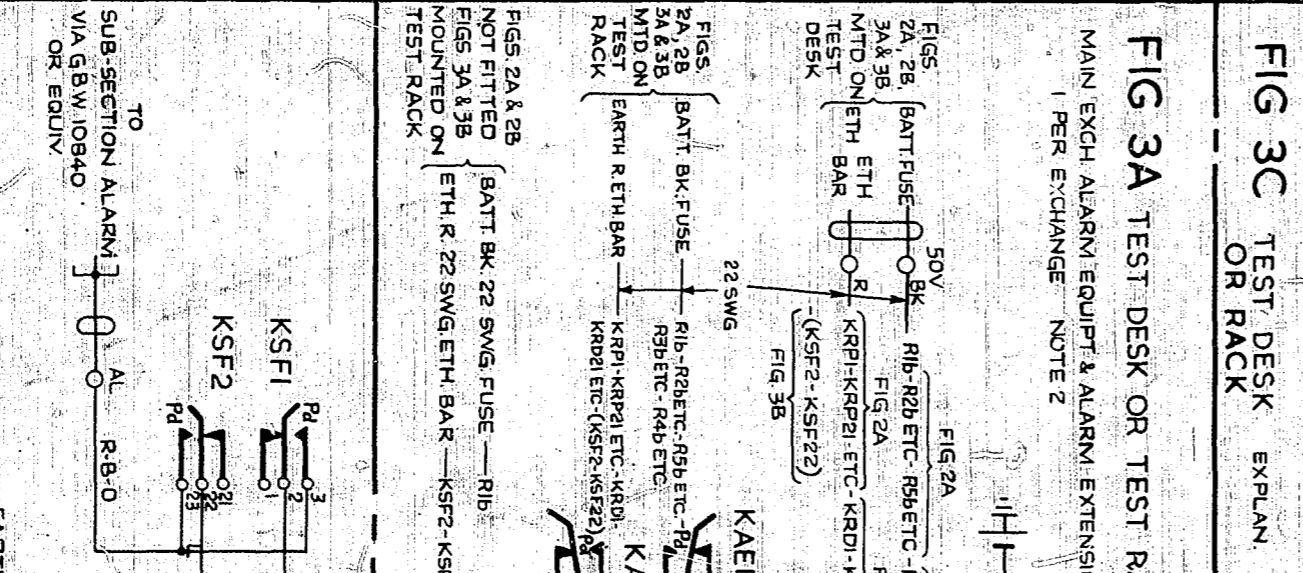 FIG 3C TEST DESK EXPLAN.
OR RACK
FIG 3A TEST DESK OR TEST
MAIN EXCH. ALARM EQUIPT & ALARM EXTENSI
1 PER EXCHANGE NOTE 2
FIGS.
2A, 2B,
3A & 3B
MTD ON
TEST
DESK
BATT. FUSE
ETH
ETH
BAR
50V
BK
R
R1b-R2b ETC-R5b ETC-
FIG 2A
KRP1-KRP21 ETC-KRD1-K
FIG 2A
-(KSF2-KSF22)
FIG. 3B
22 SWG
FIGS.
2A, 2B
3A & 3B
MTD ON
TEST
RACK
BATT. BK. FUSE
R1b-R2b ETC-R5b ETC.-
R3b ETC-R4b ETC
EARTH R. ETH BAR
KRP1-KRP21 ETC-KRD1-
KRD21 ETC-(KSF2-KSF22)
Pd
Pd
KAE
KA
FIGS. 2A & 2B
NOT FITTED
FIGS 3A & 3B
MOUNTED ON
TEST RACK
BATT. BK. 22 SWG. FUSE R1b
ETH. R. 22 SWG. ETH. BAR KSF2-KSF
TO
SUB-SECTION ALARM
VIA G.B.W. 10840
OR EQUIV.
AL
R-B-O
KSF1
Pd
3
2
1
KSF2
Pd
21
22
23